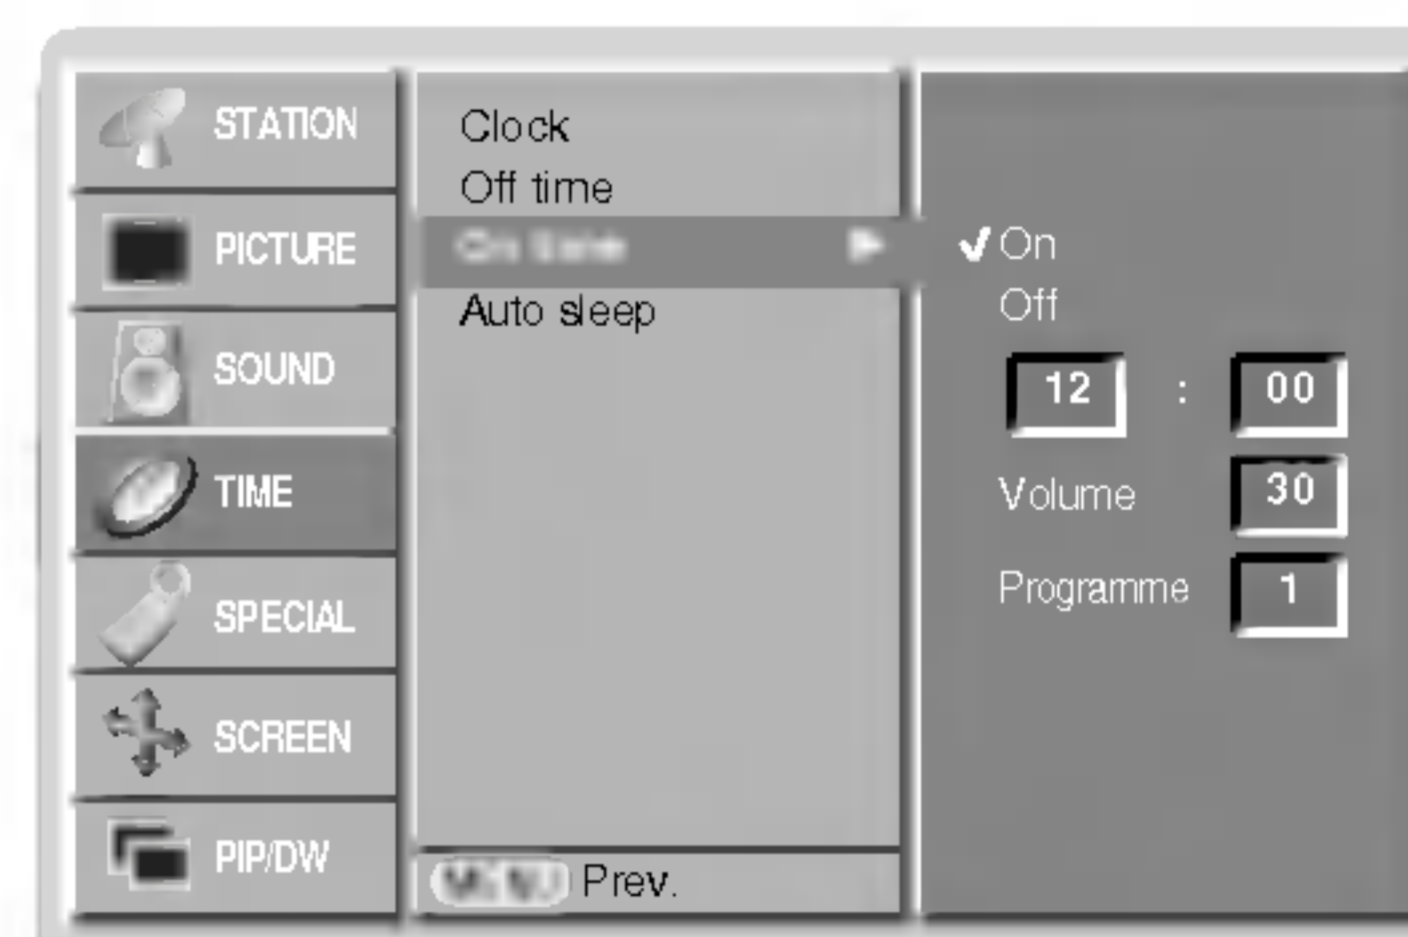 STATION
PICTURE
SOUND
TIME
SPECIAL
SCREEN
PIP/DW
Clock
Off time
Auto sleep
Prev.
On
Off
12 : 00
Volume 30
Programme 1